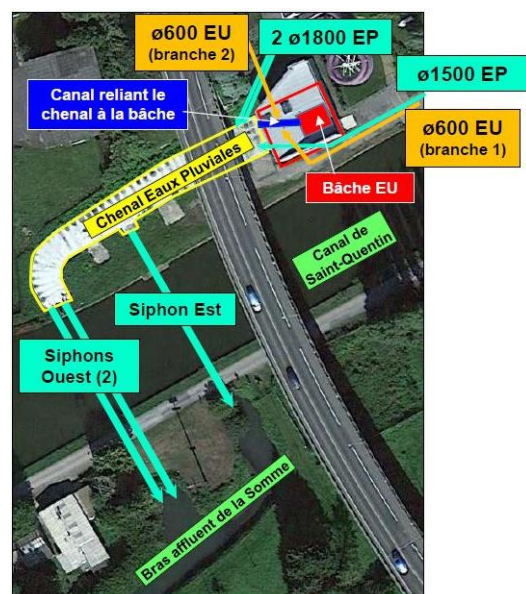 ø600 EU
(branche 2)
2 ø1800 EP
ø1500 EP
Canal reliant le
chenal à la bâche
ø600 EU
(branche 1)
Chenal Eaux Pluviales
Bâche EU
Canal de
Saint-Quentin
Siphon Est
Siphons
Ouest (2)
Bras affluent de la Somme